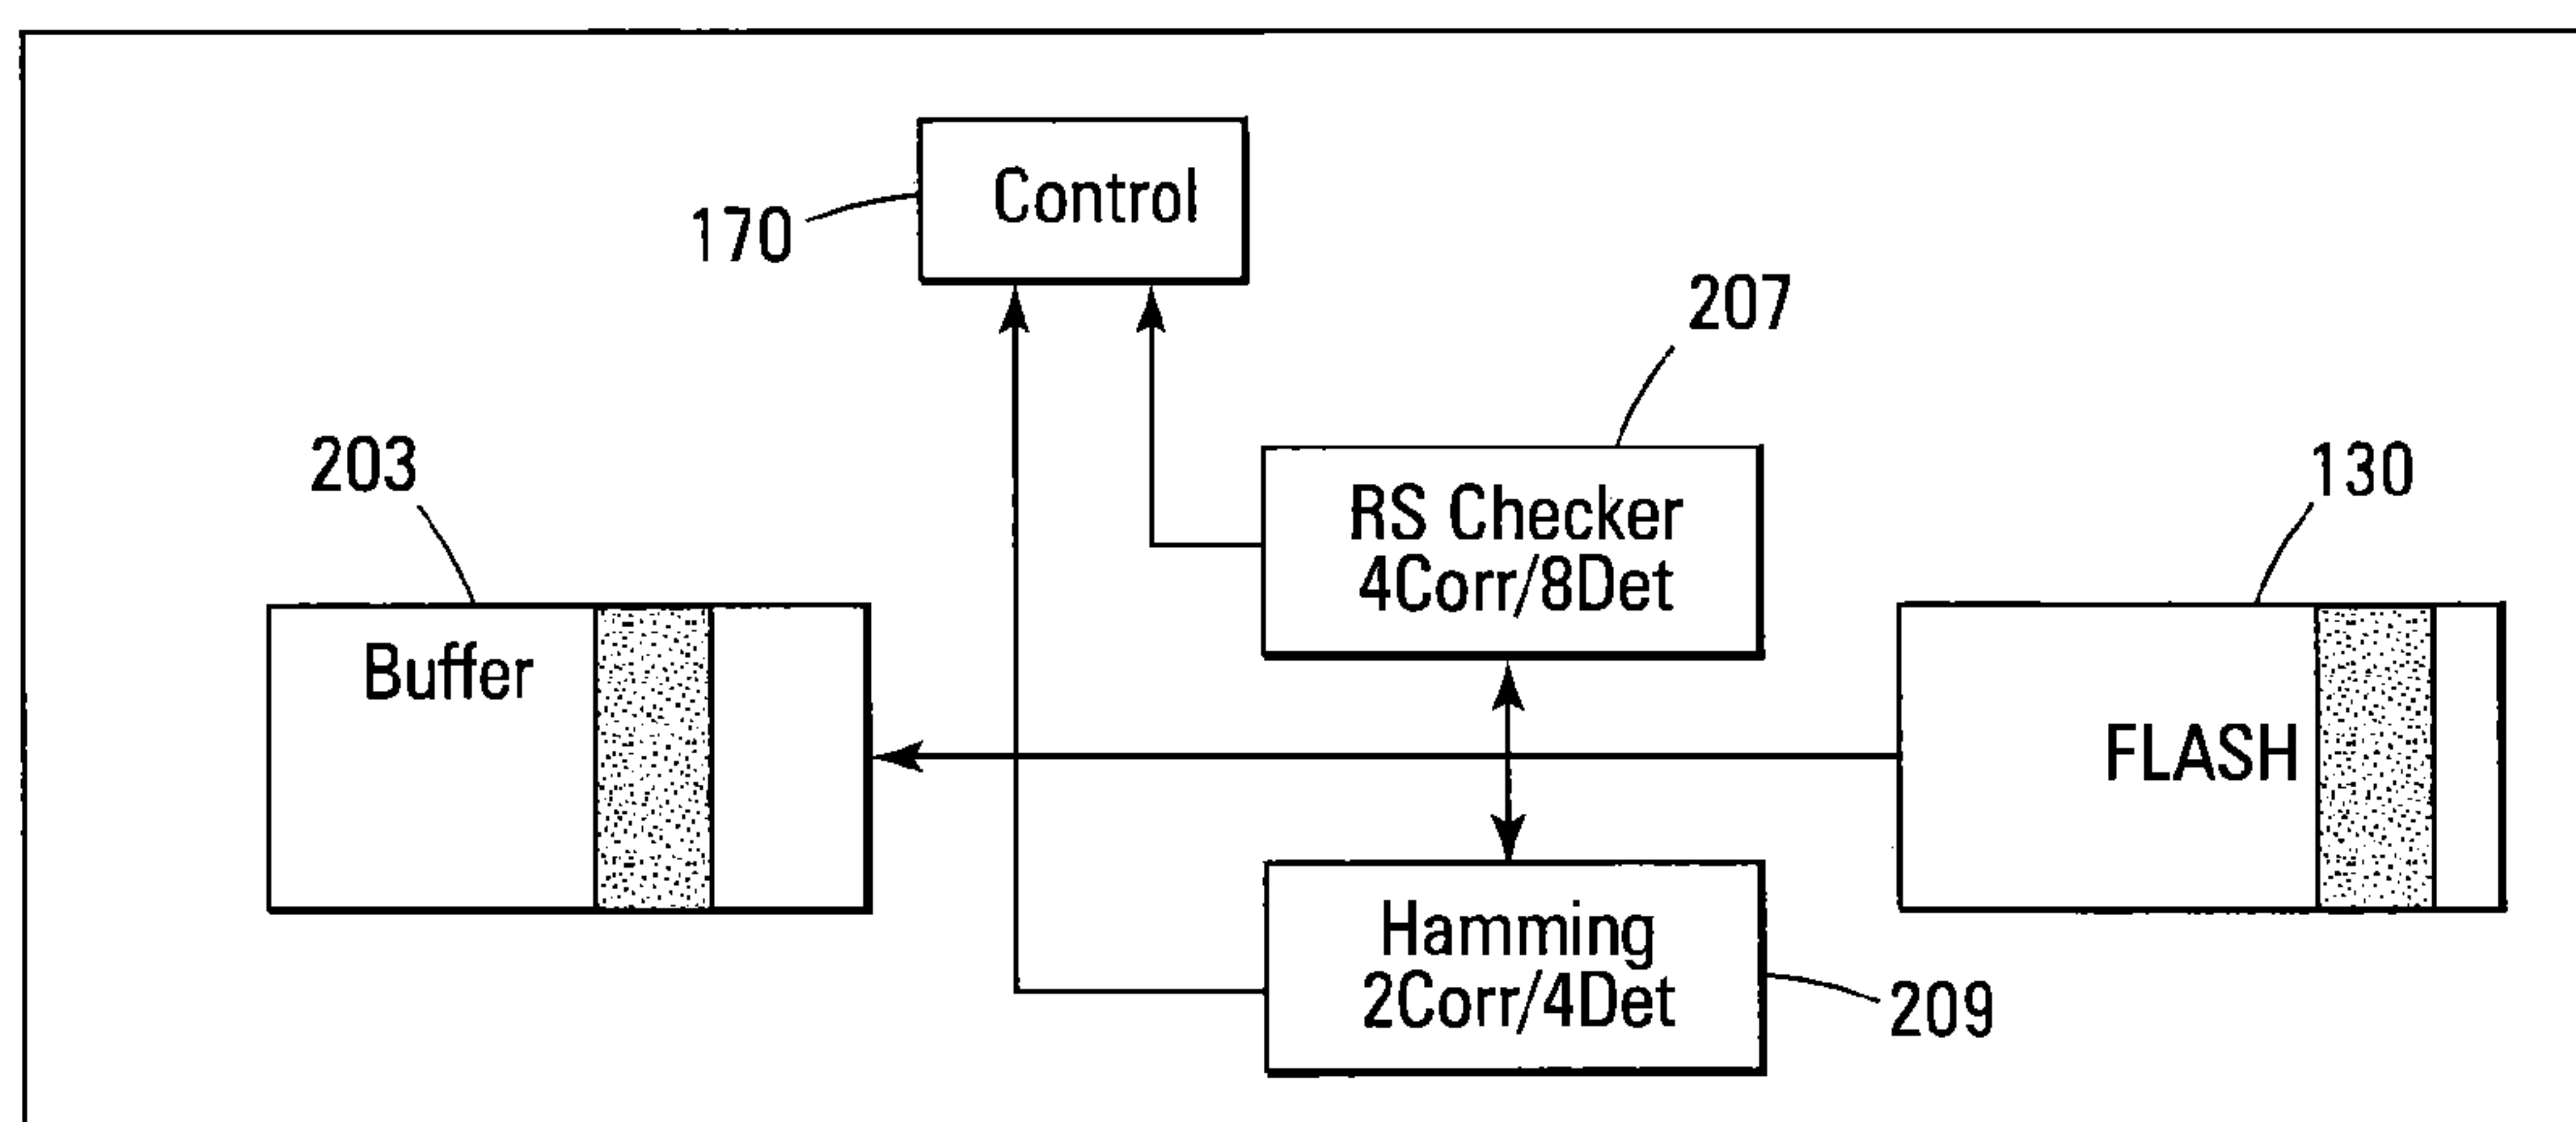 Control
170
207
203
RS Checker
4Corr/8Det
130
Buffer
FLASH
Hamming
2Corr/4Det
209